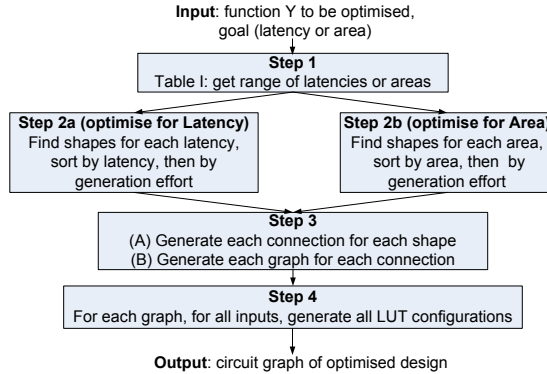 Input: function Y to be optimised,
goal (latency or area)
Step 1
Table I: get range of latencies or areas
Step 2a (optimise for Latency)
Find shapes for each latency,
sort by latency, then by
generation effort
Step 2b (optimise for Area)
Find shapes for each area,
sort by area, then by
generation effort
Step 3
(A) Generate each connection for each shape
(B) Generate each graph for each connection
Step 4
For each graph, for all inputs, generate all LUT configurations
Output: circuit graph of optimised design